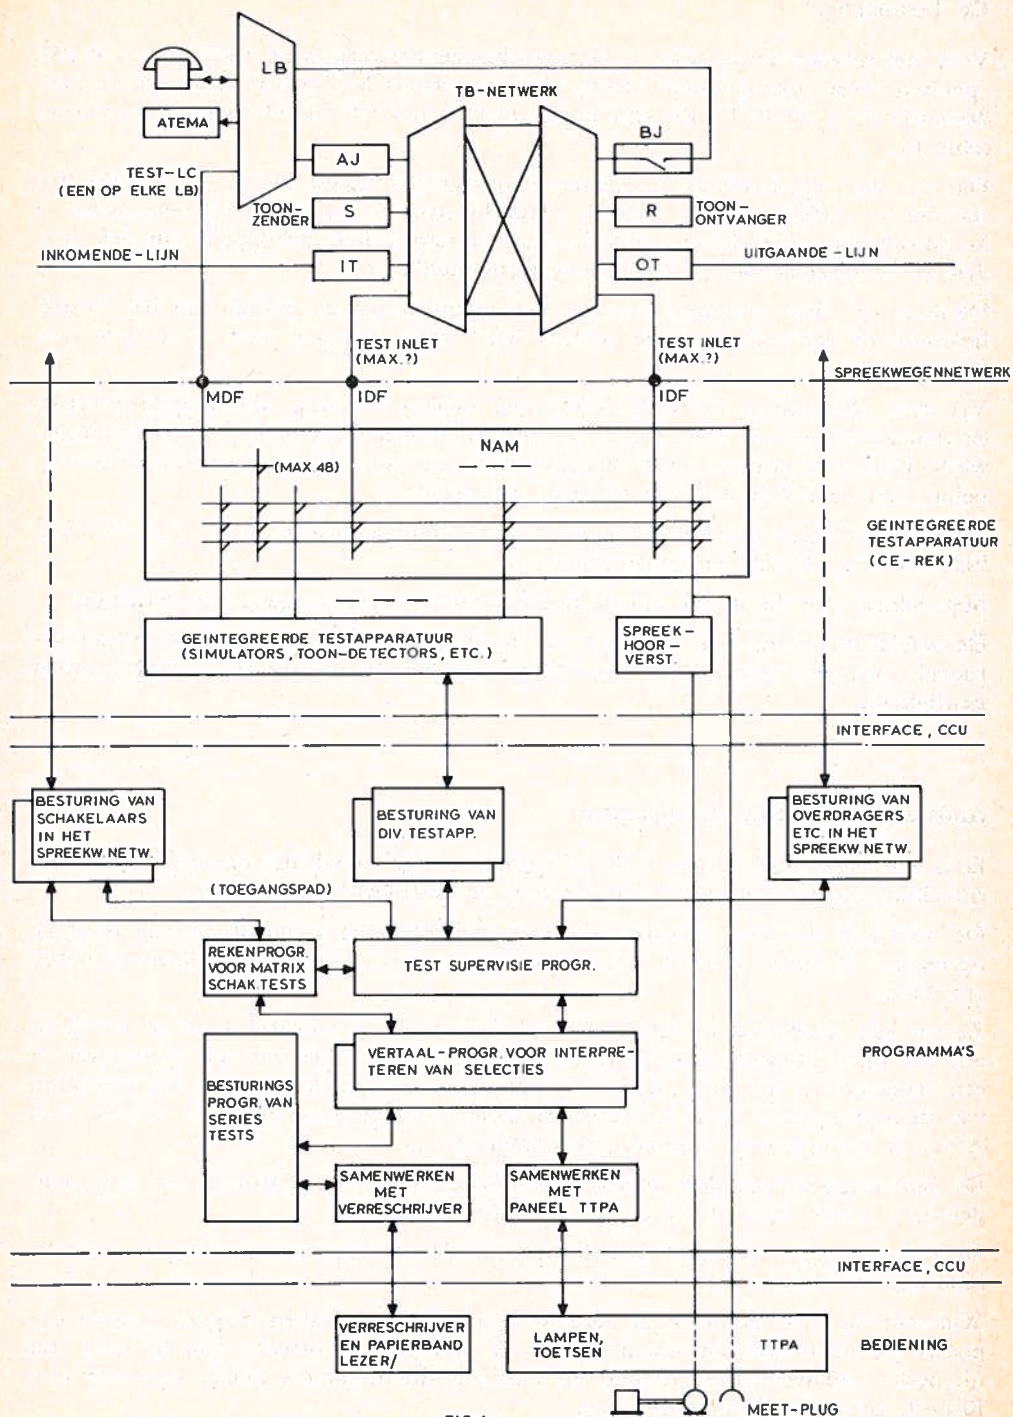 LB
TB-NETWERK
ATEMA
BJ
TEST-LC
(EEN OP ELKE LB)
AJ
TOON-
ZENDER
S
R
TOON-
ONTVANGER
INKOMENDE-LIJN
IT
OT
UITGAANDE-LIJN
TEST INLET
(MAX.?)
TEST INLET
(MAX.?)
SPREEKWEGENNETWERK
MDF
IDF
IDF
NAM
(MAX.48)
GEINTEGREERDE
TESTAPPARATUUR
(CE-REK)
GEINTEGREERDE TESTAPPARATUUR
(SIMULATORS, TOON-DETECTORS, ETC.)
SPREEK-
HOOR-
VERST.
INTERFACE, CCU
BESTURING VAN
SCHAKELAARS
IN HET
SPREEKW.NETW.
BESTURING VAN
DIV. TESTAPP.
BESTURING VAN
OVERDRAGERS
ETC. IN HET
SPREEKW.NETW.
(TOEGANGSPAD)
REKENPROGR.
VOOR MATRIX
SCHAK.TESTS
TEST SUPERVISIE PROGR.
VERTAAL-PROGR. VOOR INTERPRE-
TEREN VAN SELECTIES
PROGRAMMA'S
BESTURINGS
PROGR. VAN
SERIES
TESTS
SAMENWERKEN
MET
VERRESCHRIJVER
SAMENWERKEN
MET
PANEEL TTPA
INTERFACE, CCU
VERRESCHRIJVER
EN PAPIERBAND
LEZER/
LAMPEN,
TOETSEN
TTPA
BEDIENING
MEET-PLUG